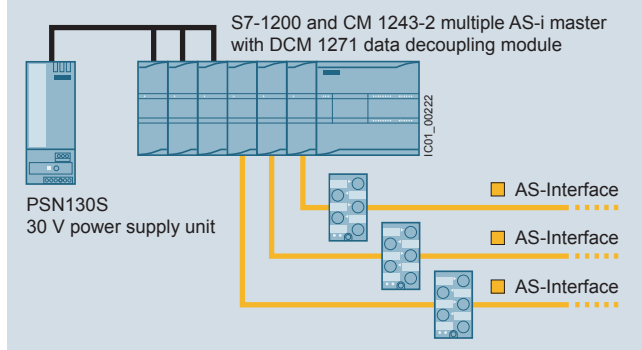 S7-1200 and CM 1243-2 multiple AS-i master
with DCM 1271 data decoupling module
IC01_00222
PSN130S
30 V power supply unit
AS-Interface
AS-Interface
AS-Interface